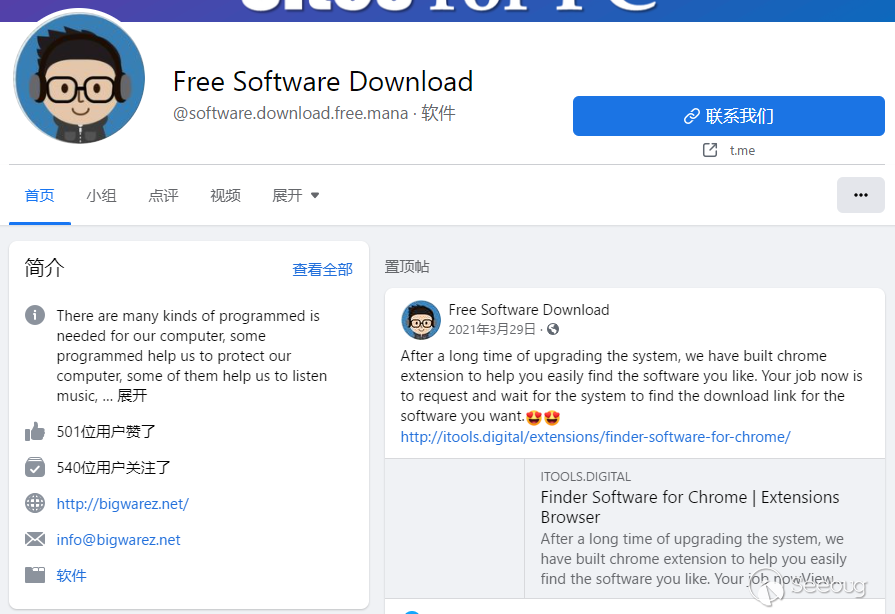 Sites for PC
Free Software Download
@software.download.free.mana · 软件
联系我们
t.me
首页
小组
点评
视频
展开
简介
查看全部
There are many kinds of programmed is
needed for our computer, some
programmed help us to protect our
computer, some of them help us to listen
music, ... 展开
501位用户赞了
540位用户关注了
http://bigwarez.net/
info@bigwarez.net
软件
置顶帖
Free Software Download
2021年3月29日 ·
After a long time of upgrading the system, we have built chrome
extension to help you easily find the software you like. Your job now is
to request and wait for the system to find the download link for the
software you want.😍😍
http://itools.digital/extensions/finder-software-for-chrome/
ITOOLS.DIGITAL
Finder Software for Chrome | Extensions
Browser
After a long time of upgrading the system, we
have built chrome extension to help you easily
find the software you like. Your job nowView...
Seebug